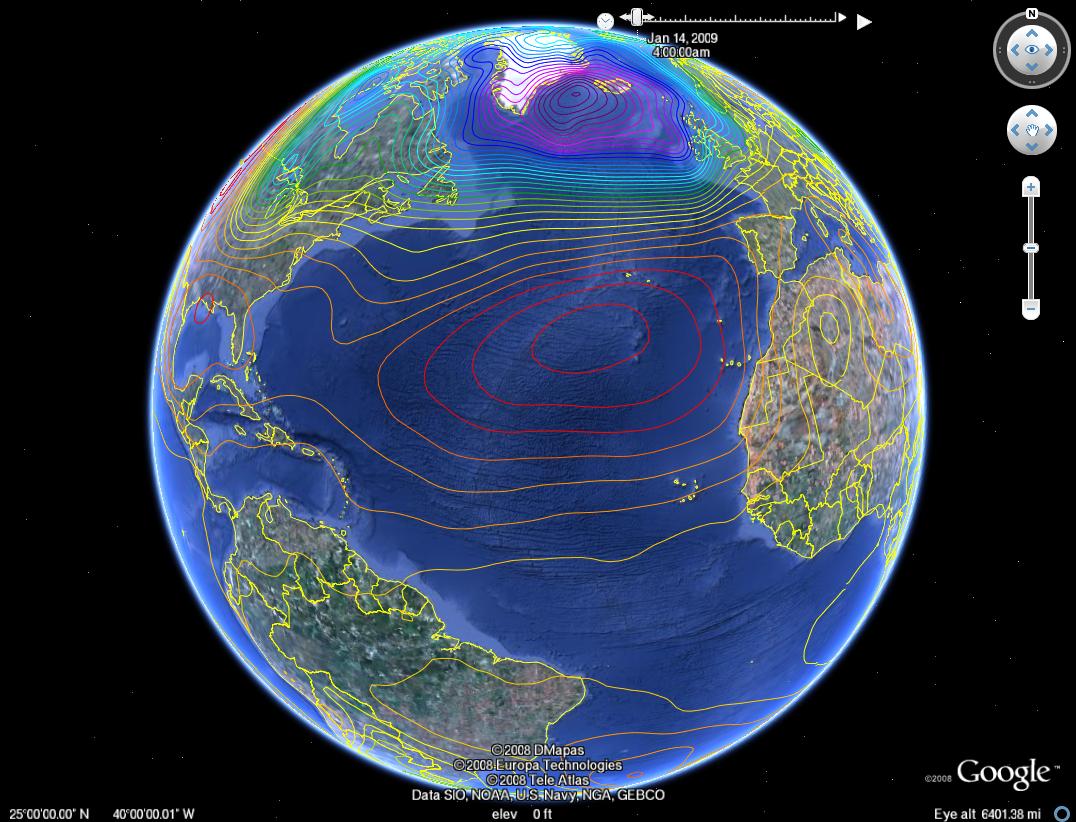 N
Jan 14, 2009
4:00:00am
©2008 DMapas
©2008 Europa Technologies
©2008 Tele Atlas
Data SIO, NOAA, U.S. Navy, NGA, GEBCO
©2008 Google™
25°00'00.00" N 40°00'00.01" W elev 0 ft Eye alt 6401.38 mi